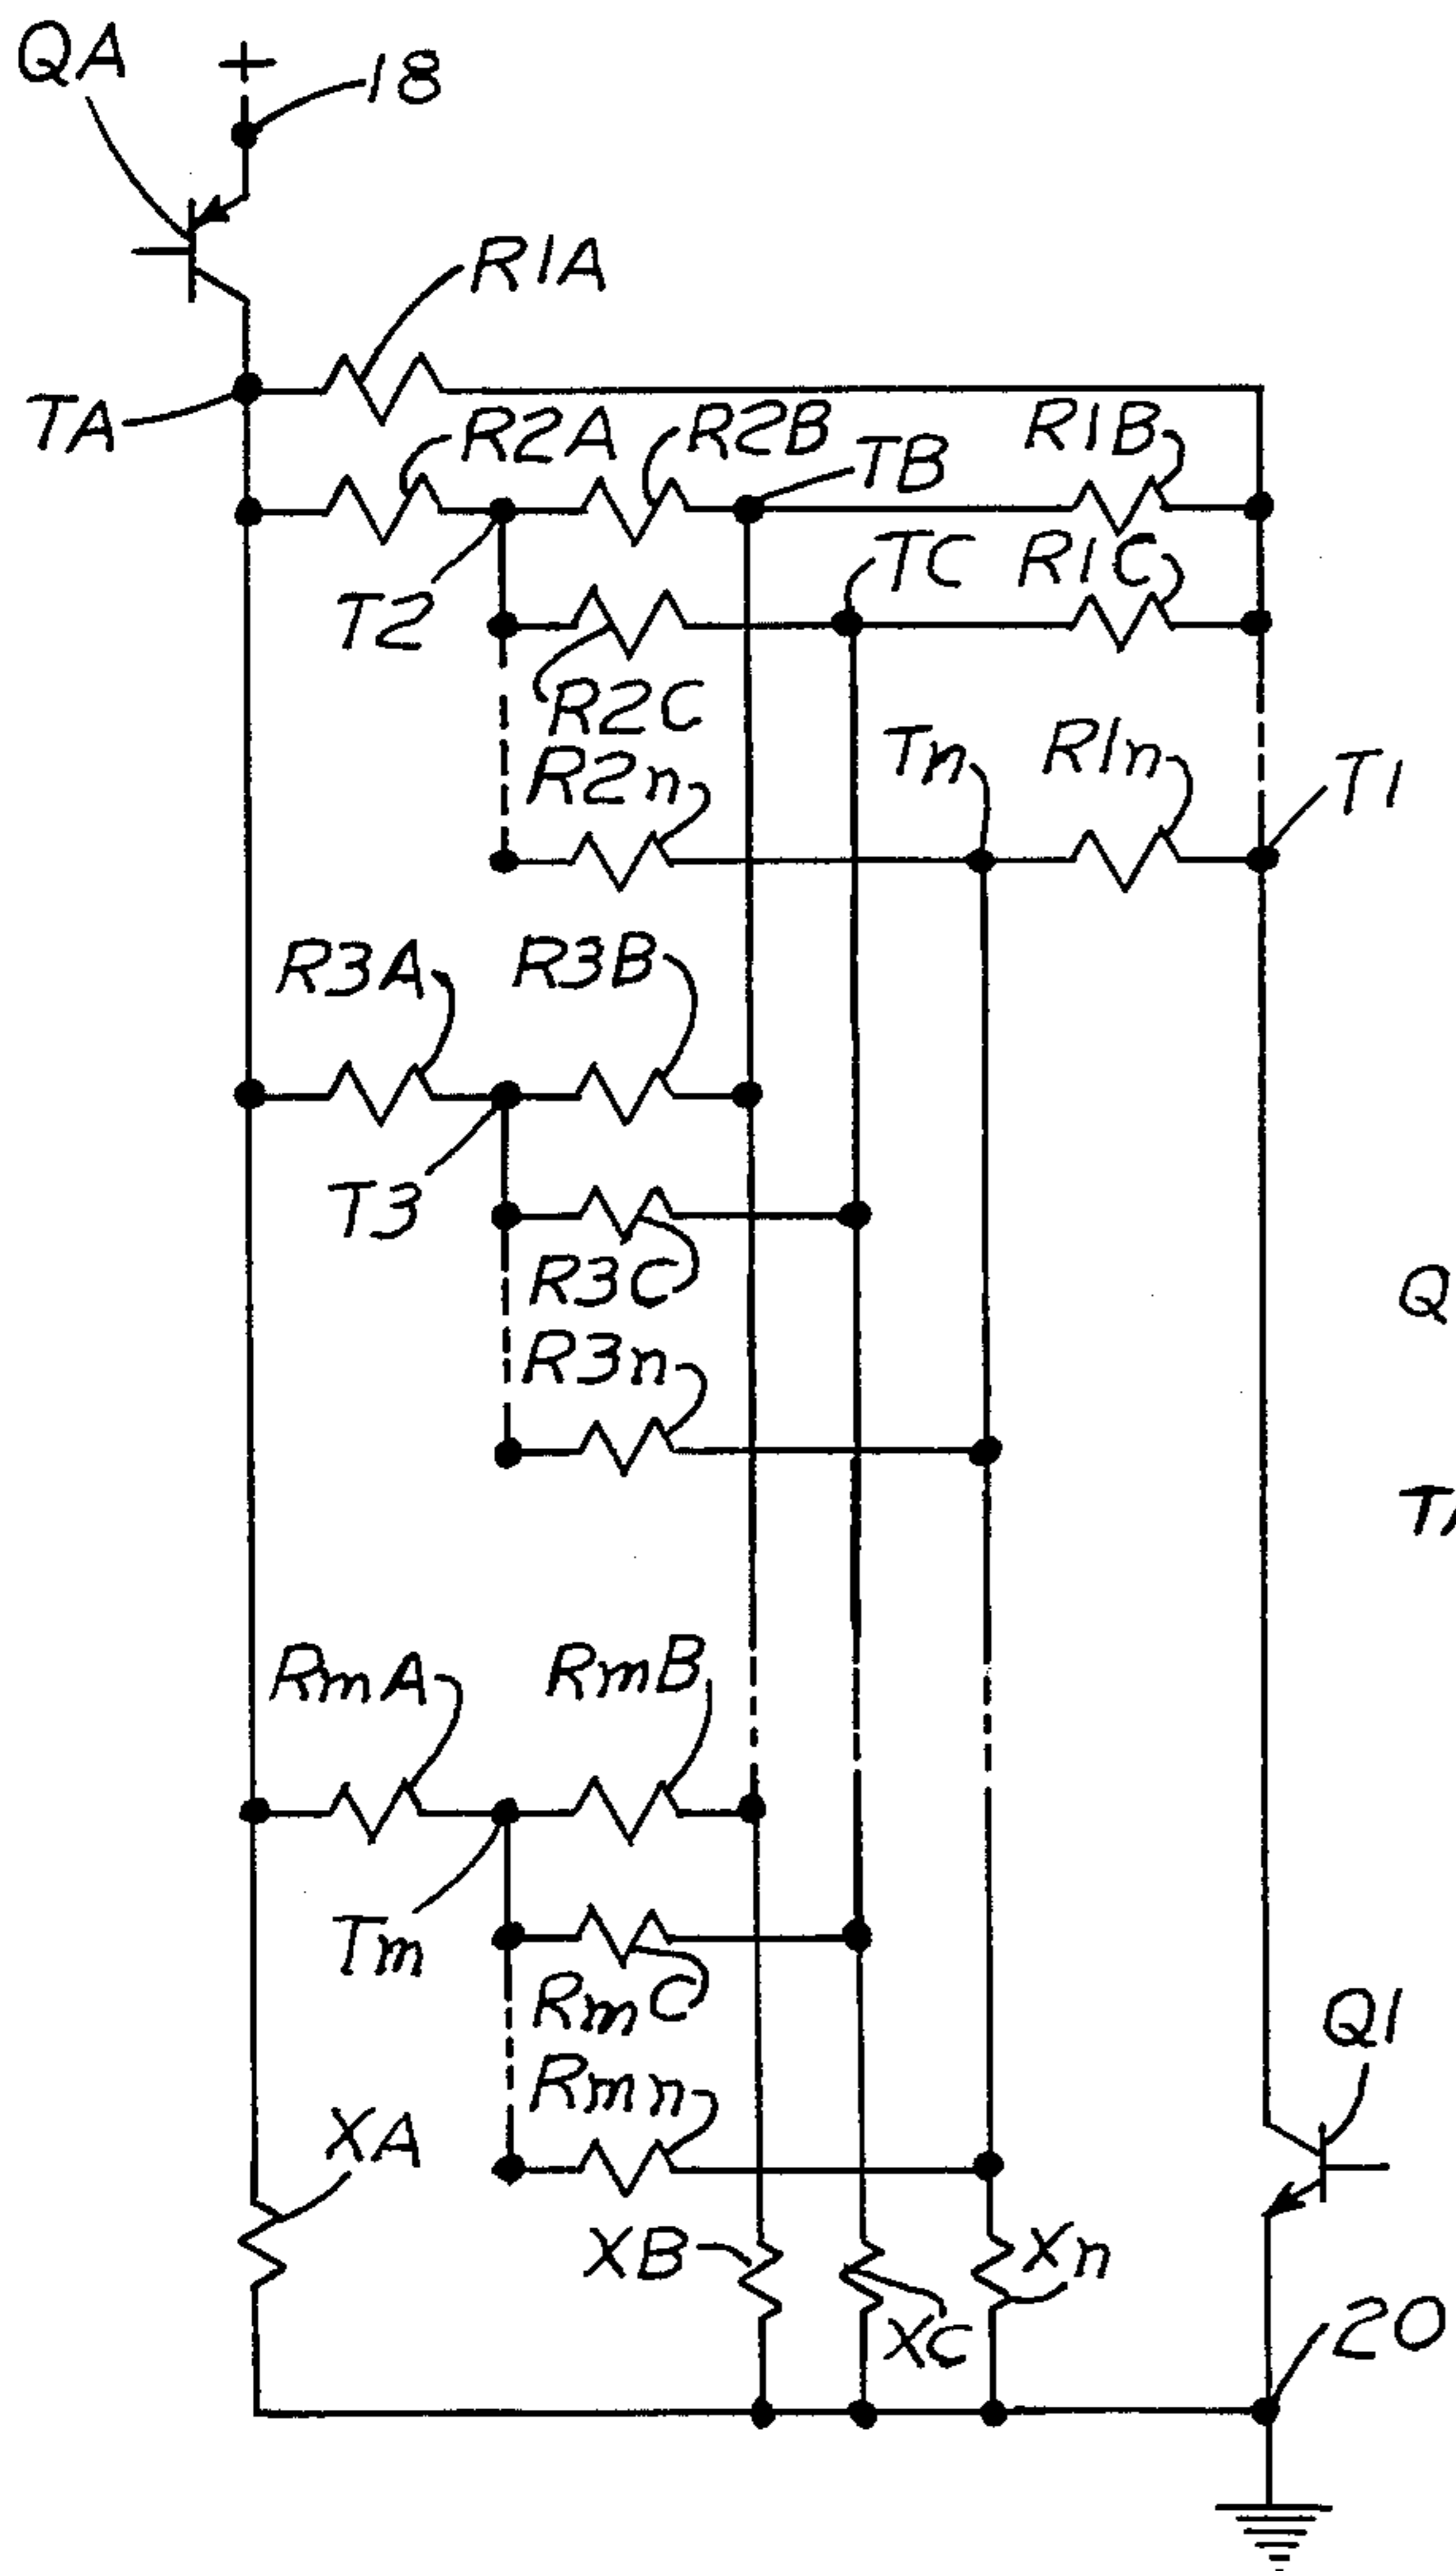 QA
+
18
R1A
TA
R2A
R2B
TB
R1B
T2
TC
R1C
R2C
R2n
Tn
R1n
T1
R3A
R3B
T3
R3C
R3n
Q
RmA
RmB
Tm
RmC
Rmn
Q1
XA
XB
XC
Xn
20